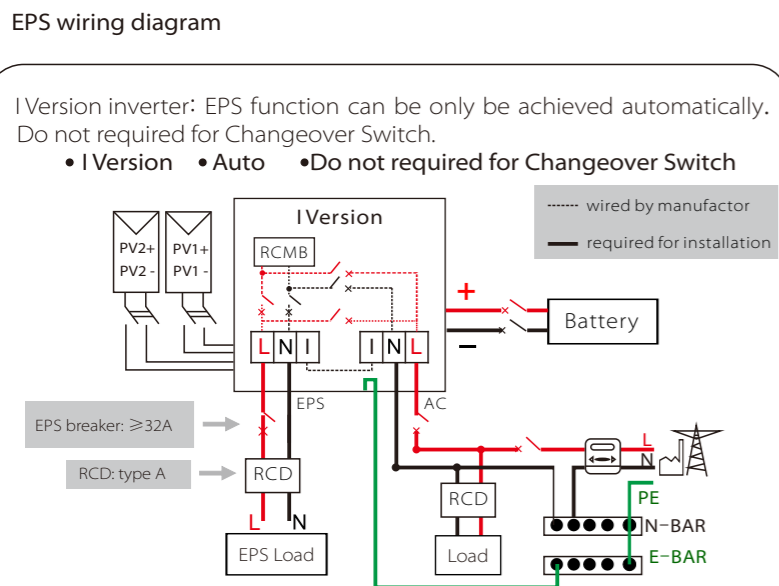 EPS wiring diagram
I Version inverter: EPS function can be only be achieved automatically.
Do not required for Changeover Switch.
• I Version • Auto •Do not required for Changeover Switch
wired by manufactor
required for installation
I Version
RCMB
PV2+
PV2 -
PV1+
PV1 -
+
−
Battery
L N I
I N L
EPS
AC
EPS breaker: ≥32A
RCD: type A
RCD
L
N
EPS Load
RCD
Load
L
N
PE
N-BAR
E-BAR